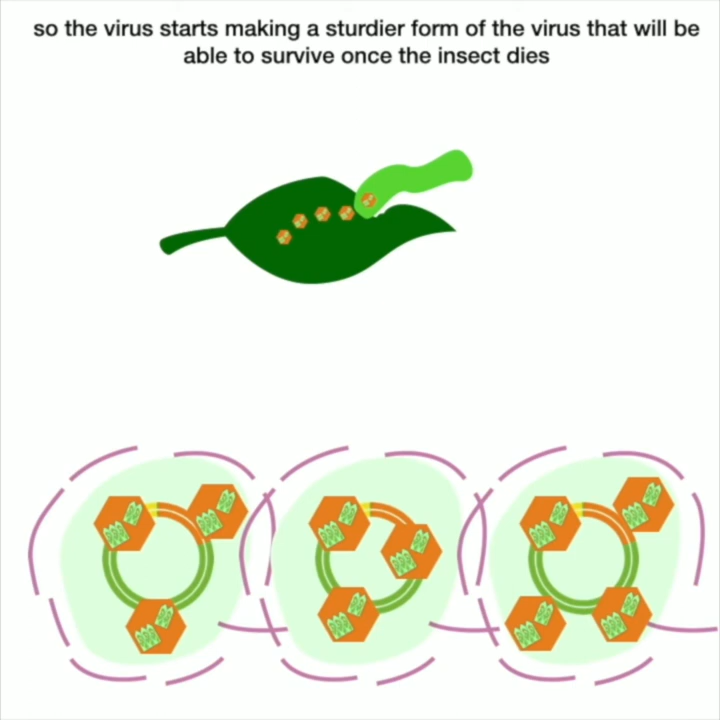 so the virus starts making a sturdier form of the virus that will be
able to survive once the insect dies